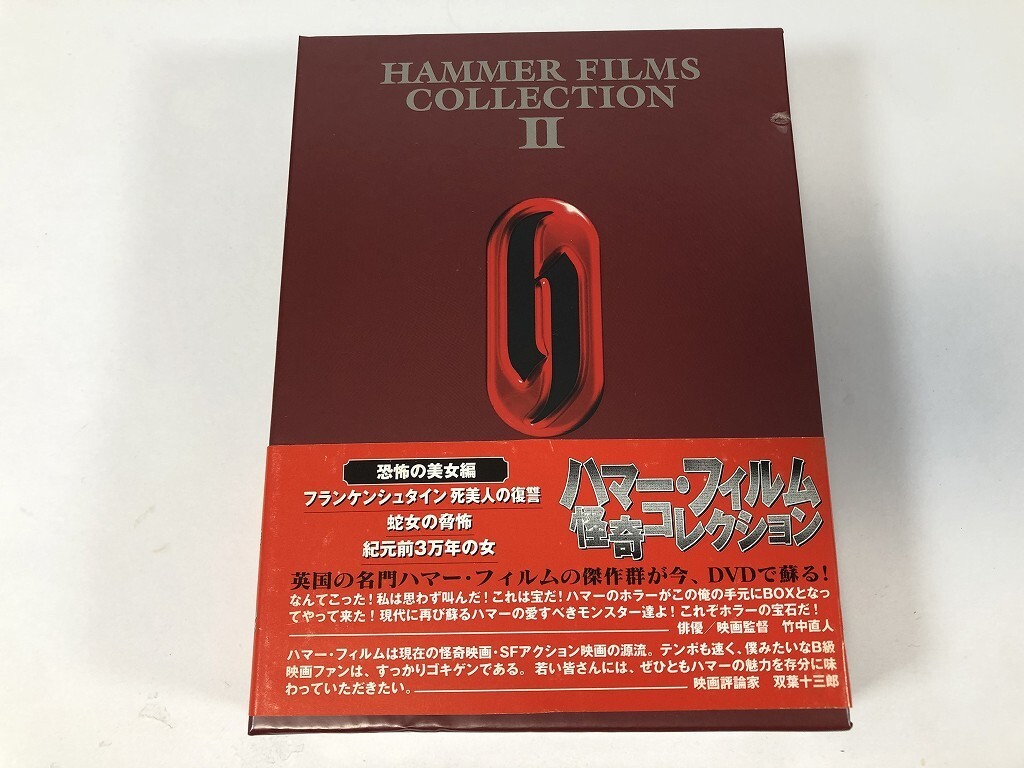 HAMMER FILMS
COLLECTION
II
恐怖の美女編
フランケンシュタイン 死美人の復讐
蛇女の脅怖
紀元前3万年の女
ハマー・フィルム
怪奇コレクション
英国の名門ハマー・フィルムの傑作群が今、DVDで蘇る!
なんてこった!私は思わず叫んだ!これは宝だ!ハマーのホラーがこの俺の手元にBOXとなっ
てやって来た!現代に再び蘇るハマーの愛すべきモンスター達よ!これぞホラーの宝石だ!
俳優/映画監督 竹中直人
ハマー・フィルムは現在の怪奇映画・SFアクション映画の源流。テンポも速く、僕みたいなB級
映画ファンは、すっかりゴキゲンである。若い皆さんには、ぜひともハマーの魅力を存分に味
わっていただきたい。
映画評論家 双葉十三郎